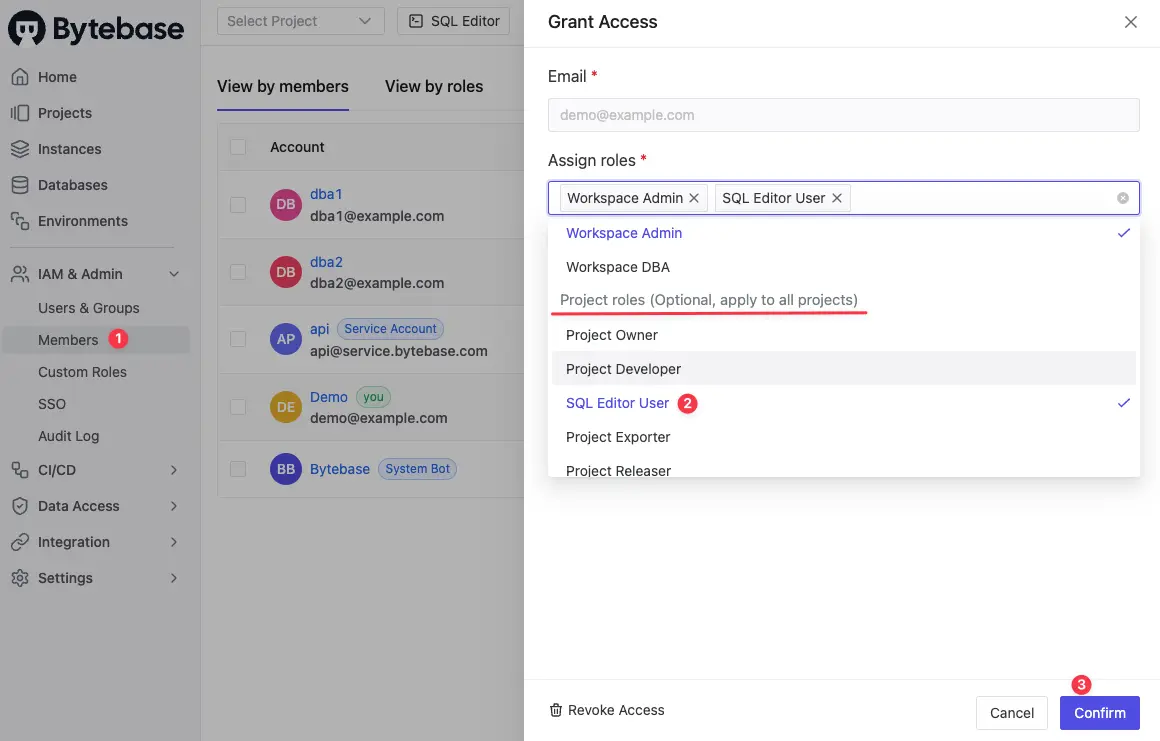 Bytebase
Home
Projects
Instances
Databases
Environments
IAM & Admin
Users & Groups
Members 1
Custom Roles
SSO
Audit Log
CI/CD
Data Access
Integration
Settings
Select Project
SQL Editor
View by members View by roles
Account
DB dba1
dba1@example.com
DB dba2
dba2@example.com
AP api Service Account
api@service.bytebase.com
DE Demo you
demo@example.com
BB Bytebase System Bot
Grant Access
Email *
demo@example.com
Assign roles *
Workspace Admin SQL Editor User
Workspace Admin
Workspace DBA
Project roles (Optional, apply to all projects)
Project Owner
Project Developer
SQL Editor User 2
Project Exporter
Project Releaser
Revoke Access
3
Cancel Confirm